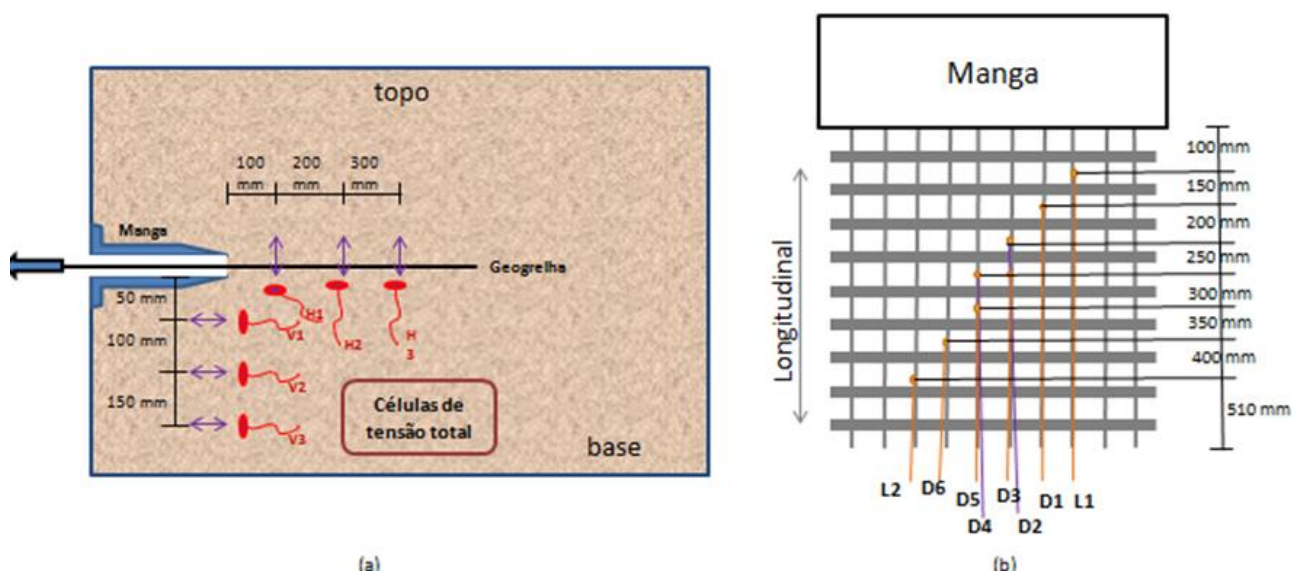 topo
100 mm
200 mm
300 mm
Manga
Geogrelha
50 mm
100 mm
150 mm
H1
V1
H2
H 3
V2
V3
Células de
tensão total
base
(a)
Manga
Longitudinal
100 mm
150 mm
200 mm
250 mm
300 mm
350 mm
400 mm
510 mm
L2 D6 D5 D3 D1 L1
D4 D2
(b)